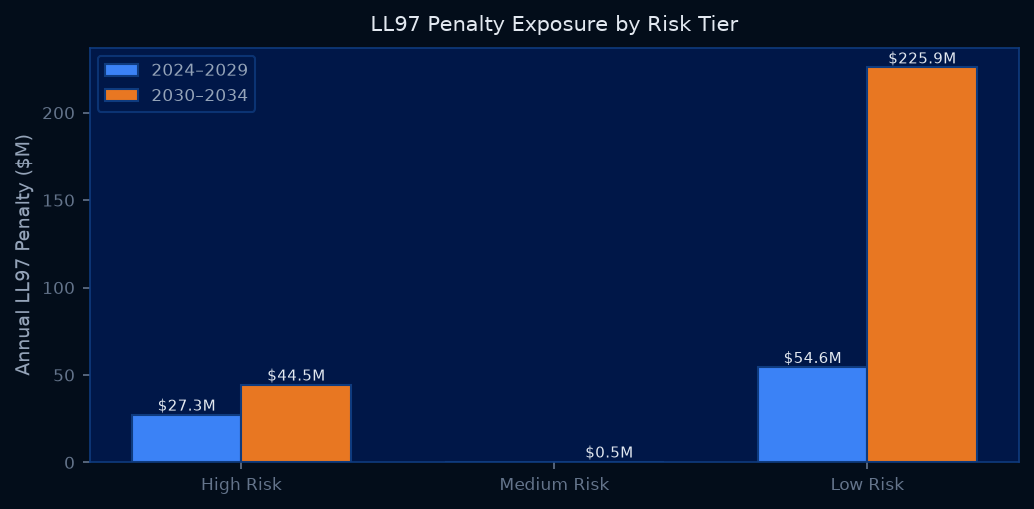 LL97 Penalty Exposure by Risk Tier
2024–2029
2030–2034
Annual LL97 Penalty ($M)
200
150
100
50
0
$27.3M
$44.5M
$0.5M
$54.6M
$225.9M
High Risk
Medium Risk
Low Risk